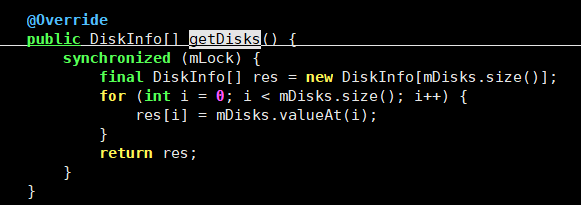 @Override
public DiskInfo[] getDisks() {
synchronized (mLock) {
final DiskInfo[] res = new DiskInfo[mDisks.size()];
for (int i = 0; i < mDisks.size(); i++) {
res[i] = mDisks.valueAt(i);
}
return res;
}
}